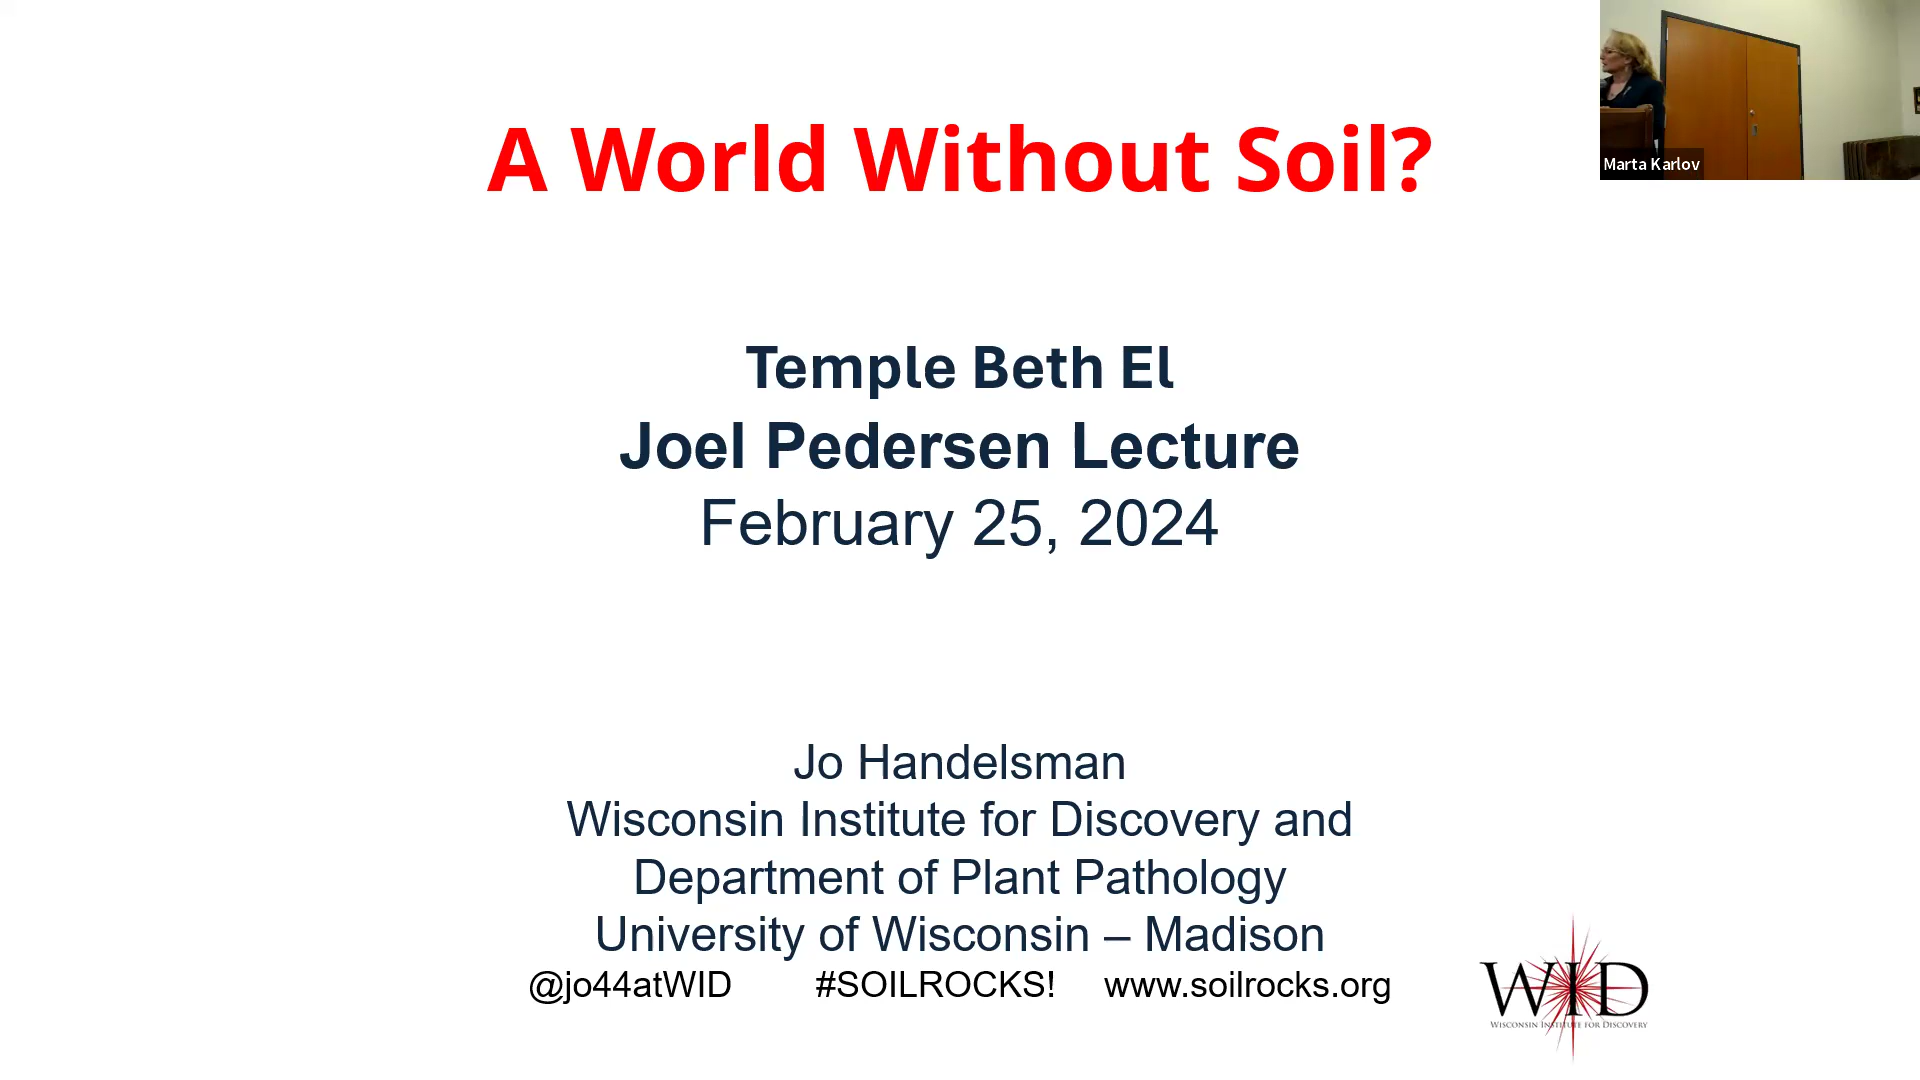 A World Without Soil?
Marta Karlov
Temple Beth El
Joel Pedersen Lecture
February 25, 2024
Jo Handelsman
Wisconsin Institute for Discovery and
Department of Plant Pathology
University of Wisconsin – Madison
@jo44atWID #SOILROCKS! www.soilrocks.org
WID
WISCONSIN INSTITUTE FOR DISCOVERY